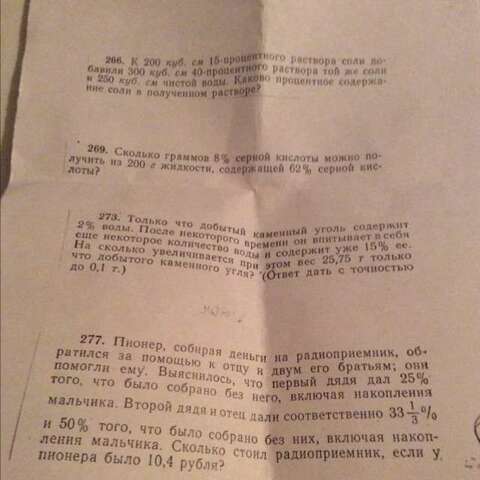 266. К 200 куб. см 15-процентного раствора соли до-
бавили 300 куб. см 40-процентного раствора той же соли
и 250 куб. см чистой воды. Каково процентное содержа-
ние соли в полученном растворе?
269. Сколько граммов 8% серной кислоты можно по-
лучить из 200 г жидкости, содержащей 62% серной кис-
лоты?
273. Только что добытый каменный уголь содержит
2% воды. После некоторого времени он впитывает в себя
еще некоторое количество воды и содержит уже 15% ее.
На сколько увеличивается при этом вес 25,75 т только
что добытого каменного угля? (Ответ дать с точностью
до 0,1 т.)
277. Пионер, собирая деньги на радиоприемник, об-
ратился за помощью к отцу и двум его братьям; они
помогли ему. Выяснилось, что первый дядя дал 25%
того, что было собрано без него, включая накопления
мальчика. Второй дядя и отец дали соответственно 33 1/3 %
и 50% того, что было собрано без них, включая накоп-
ления мальчика. Сколько стоил радиоприемник, если у
пионера было 10,4 рубля?